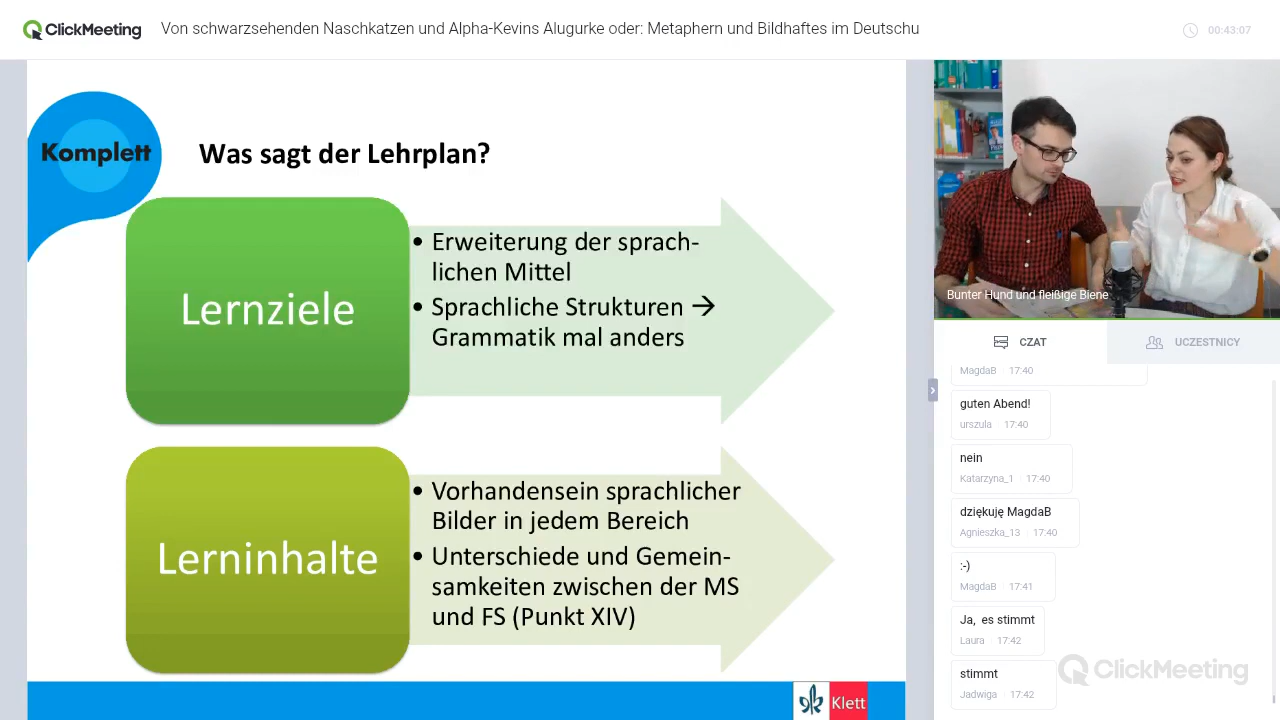 ClickMeeting
Von schwarzsehenden Naschkatzen und Alpha-Kevins Alugurke oder: Metaphern und Bildhaftes im Deutschu
00:43:07
Komplett
Was sagt der Lehrplan?
Lernziele
• Erweiterung der sprach-
lichen Mittel
• Sprachliche Strukturen →
Grammatik mal anders
Lerninhalte
• Vorhandensein sprachlicher
Bilder in jedem Bereich
• Unterschiede und Gemein-
samkeiten zwischen der MS
und FS (Punkt XIV)
Klett
Bunter Hund und fleißige Biene
CZAT
UCZESTNICY
MagdaB · 17:40
guten Abend!
urszula · 17:40
nein
Katarzyna_1 · 17:40
dziękuję MagdaB
Agnieszka_13 · 17:40
:-)
MagdaB · 17:41
Ja, es stimmt
Laura · 17:42
stimmt
Jadwiga · 17:42
ClickMeeting